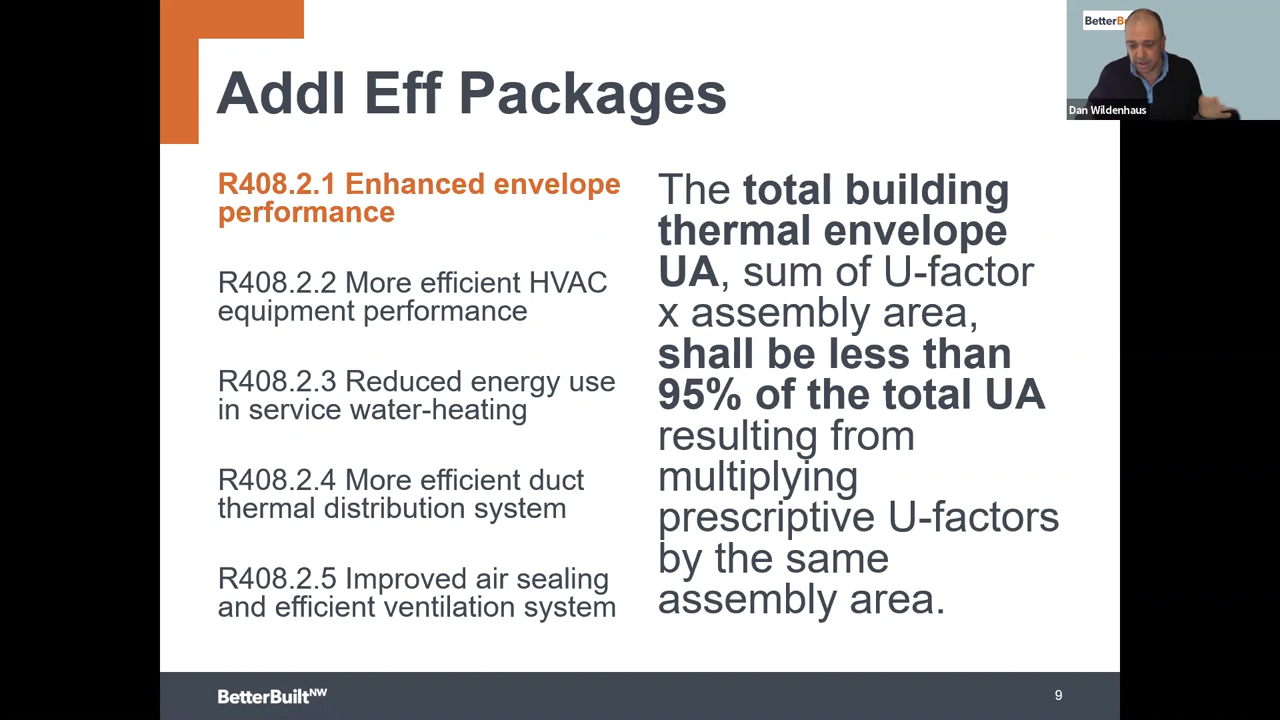 Addl Eff Packages
R408.2.1 Enhanced envelope
performance
R408.2.2 More efficient HVAC
equipment performance
R408.2.3 Reduced energy use
in service water-heating
R408.2.4 More efficient duct
thermal distribution system
R408.2.5 Improved air sealing
and efficient ventilation system
The total building
thermal envelope
UA, sum of U-factor
x assembly area,
shall be less than
95% of the total UA
resulting from
multiplying
prescriptive U-factors
by the same
assembly area.
BetterBuiltNW
9
BetterB
Dan Wildenhaus